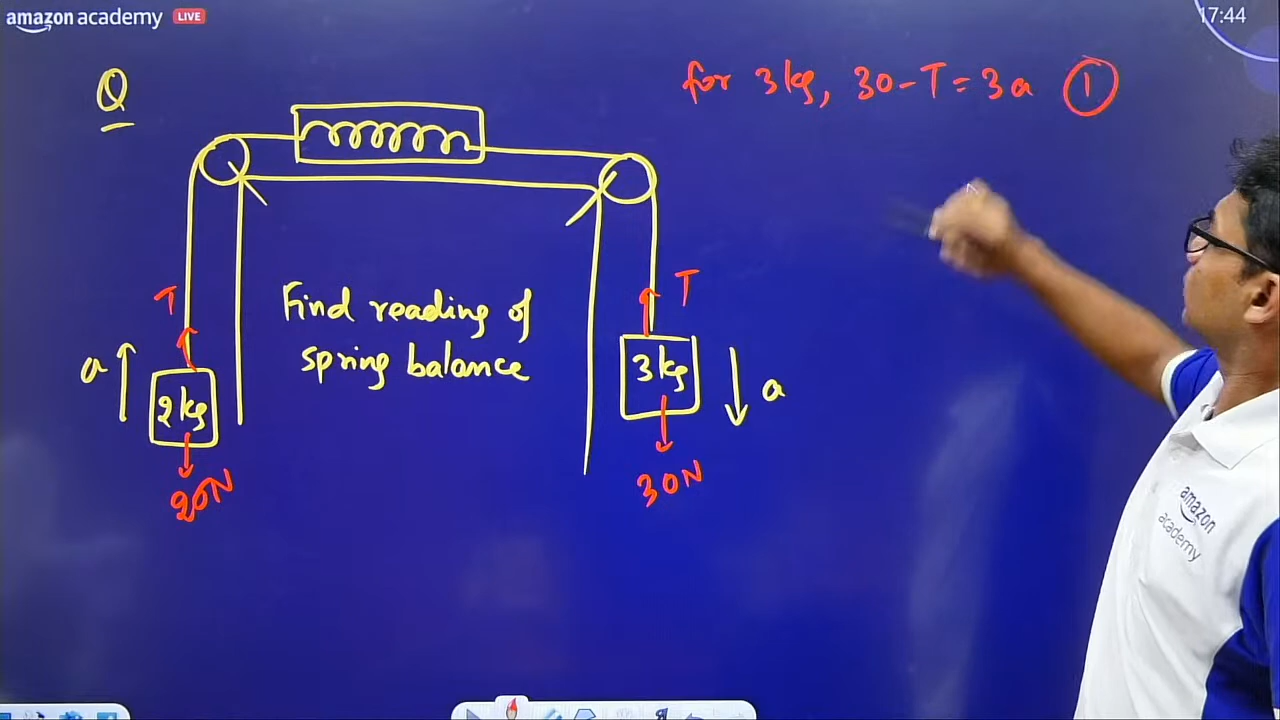 amazon academy LIVE
17:44
Q
for 3kg, 30-T=3a ①
T
T
Find reading of
spring balance
a
2kg
3kg
a
20N
30N
amazon
academy